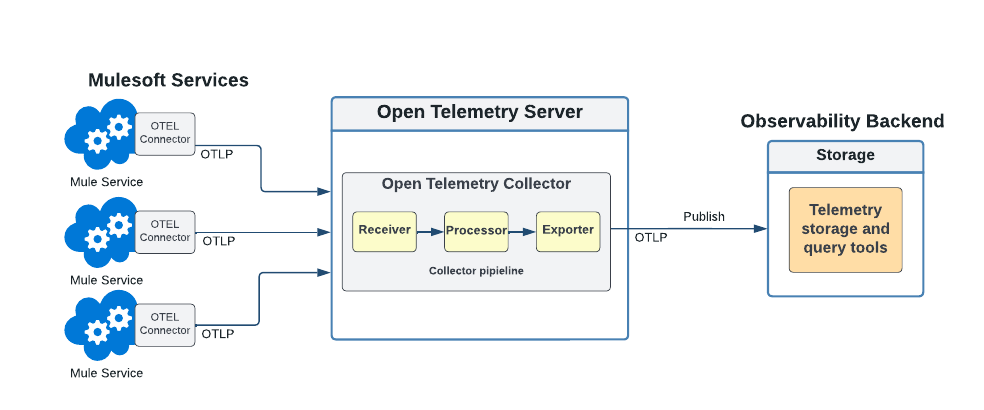 Mulesoft Services
OTEL
Connector
OTLP
Mule Service
OTEL
Connector
OTLP
Mule Service
OTEL
Connector
OTLP
Mule Service
Open Telemetry Server
Open Telemetry Collector
Receiver
Processor
Exporter
Collector pipieline
Publish
OTLP
Observability Backend
Storage
Telemetry
storage and
query tools